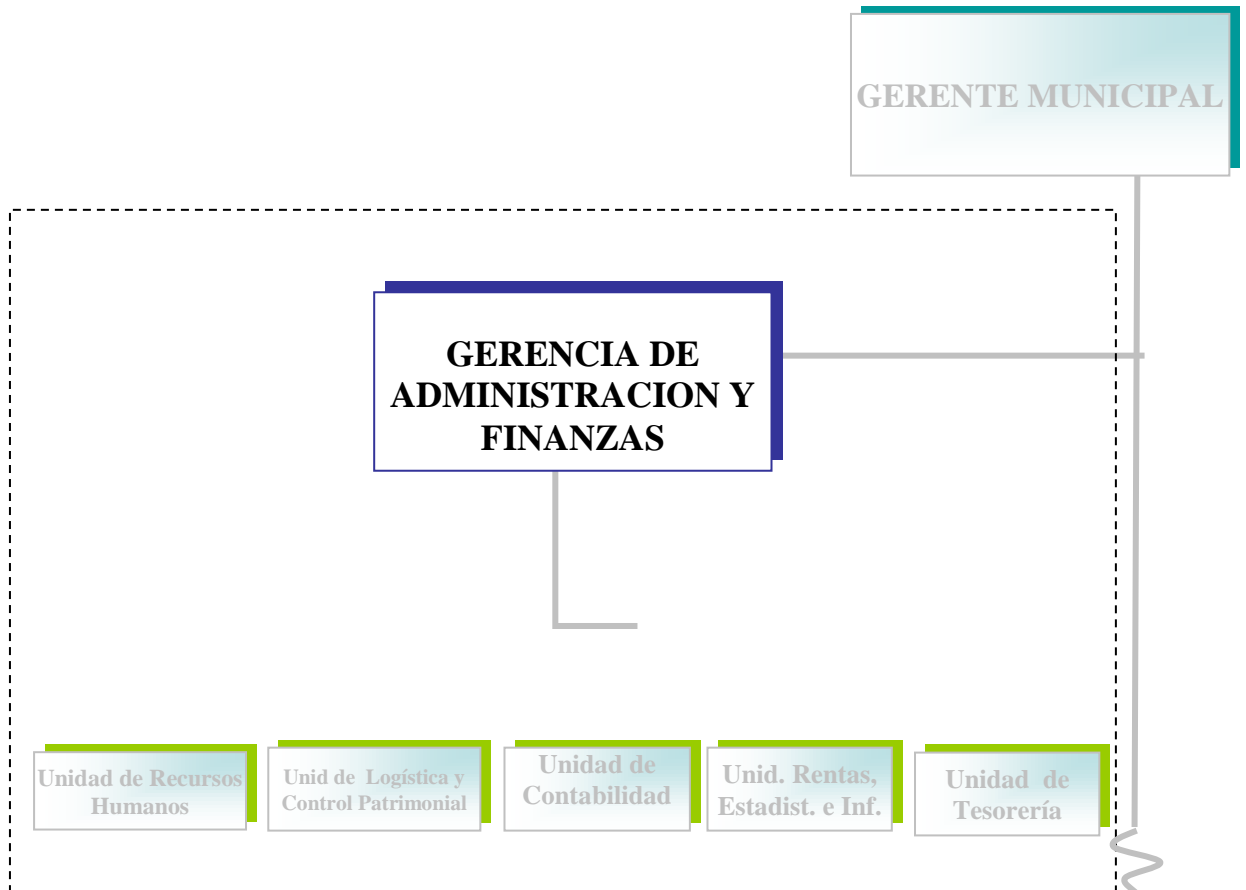 GERENTE MUNICIPAL
GERENCIA DE
ADMINISTRACION Y
FINANZAS
Unidad de Recursos
Humanos
Unid de Logística y
Control Patrimonial
Unidad de
Contabilidad
Unid. Rentas,
Estadist. e Inf.
Unidad de
Tesorería